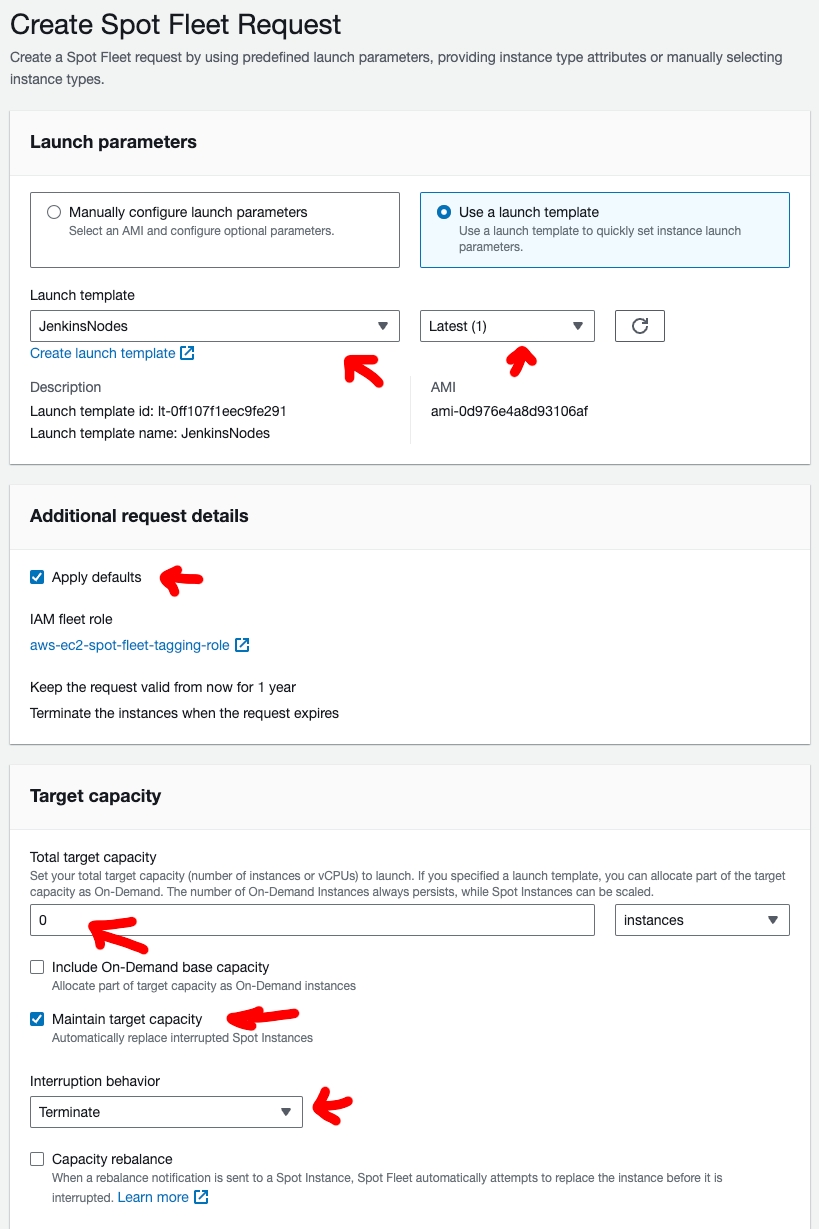 Create Spot Fleet Request
Create a Spot Fleet request by using predefined launch parameters, providing instance type attributes or manually selecting
instance types.
Launch parameters
Manually configure launch parameters
Select an AMI and configure optional parameters.
Use a launch template
Use a launch template to quickly set instance launch
parameters.
Launch template
JenkinsNodes
Latest (1)
Create launch template
Description
Launch template id: lt-0ff107f1eec9fe291
Launch template name: JenkinsNodes
AMI
ami-0d976e4a8d93106af
Additional request details
Apply defaults
IAM fleet role
aws-ec2-spot-fleet-tagging-role
Keep the request valid from now for 1 year
Terminate the instances when the request expires
Target capacity
Total target capacity
Set your total target capacity (number of instances or vCPUs) to launch. If you specified a launch template, you can allocate part of the target
capacity as On-Demand. The number of On-Demand Instances always persists, while Spot Instances can be scaled.
0
instances
Include On-Demand base capacity
Allocate part of target capacity as On-Demand instances
Maintain target capacity
Automatically replace interrupted Spot Instances
Interruption behavior
Terminate
Capacity rebalance
When a rebalance notification is sent to a Spot Instance, Spot Fleet automatically attempts to replace the instance before it is
interrupted. Learn more